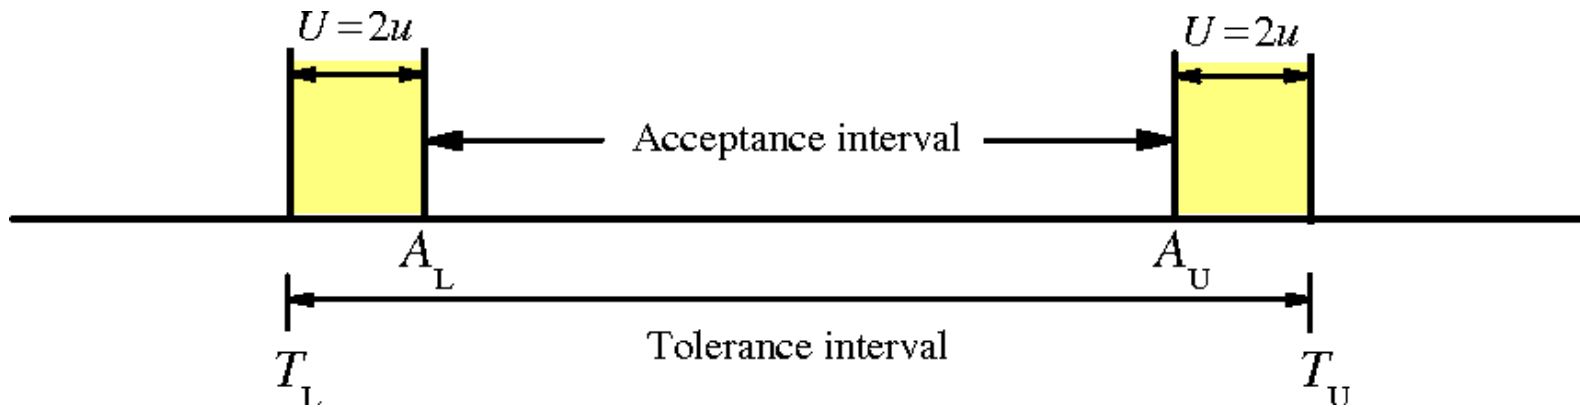 U = 2u U = 2u
Acceptance interval
A_L A_U
Tolerance interval
T_L T_U